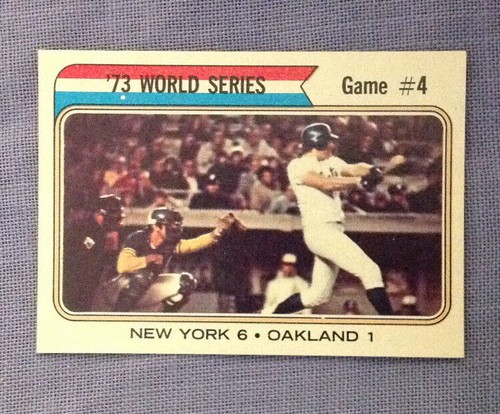 '73 WORLD SERIES Game #4
NEW YORK 6 • OAKLAND 1